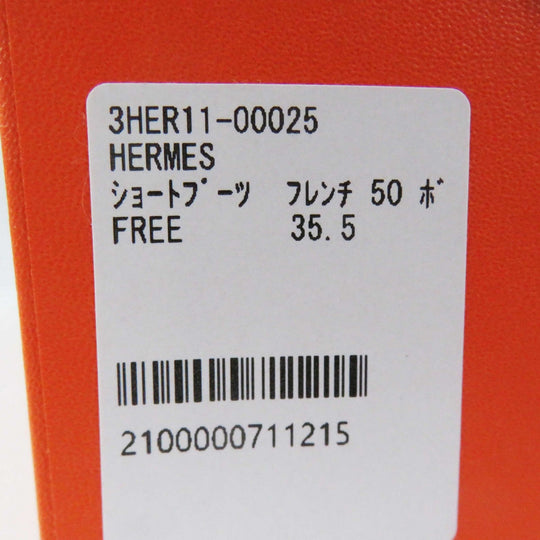 3HER11-00025
HERMES
ｼｮｰﾄﾌﾞｰﾂ ﾌﾚﾝﾁ 50 ﾎﾞ
FREE 35.5
2100000711215